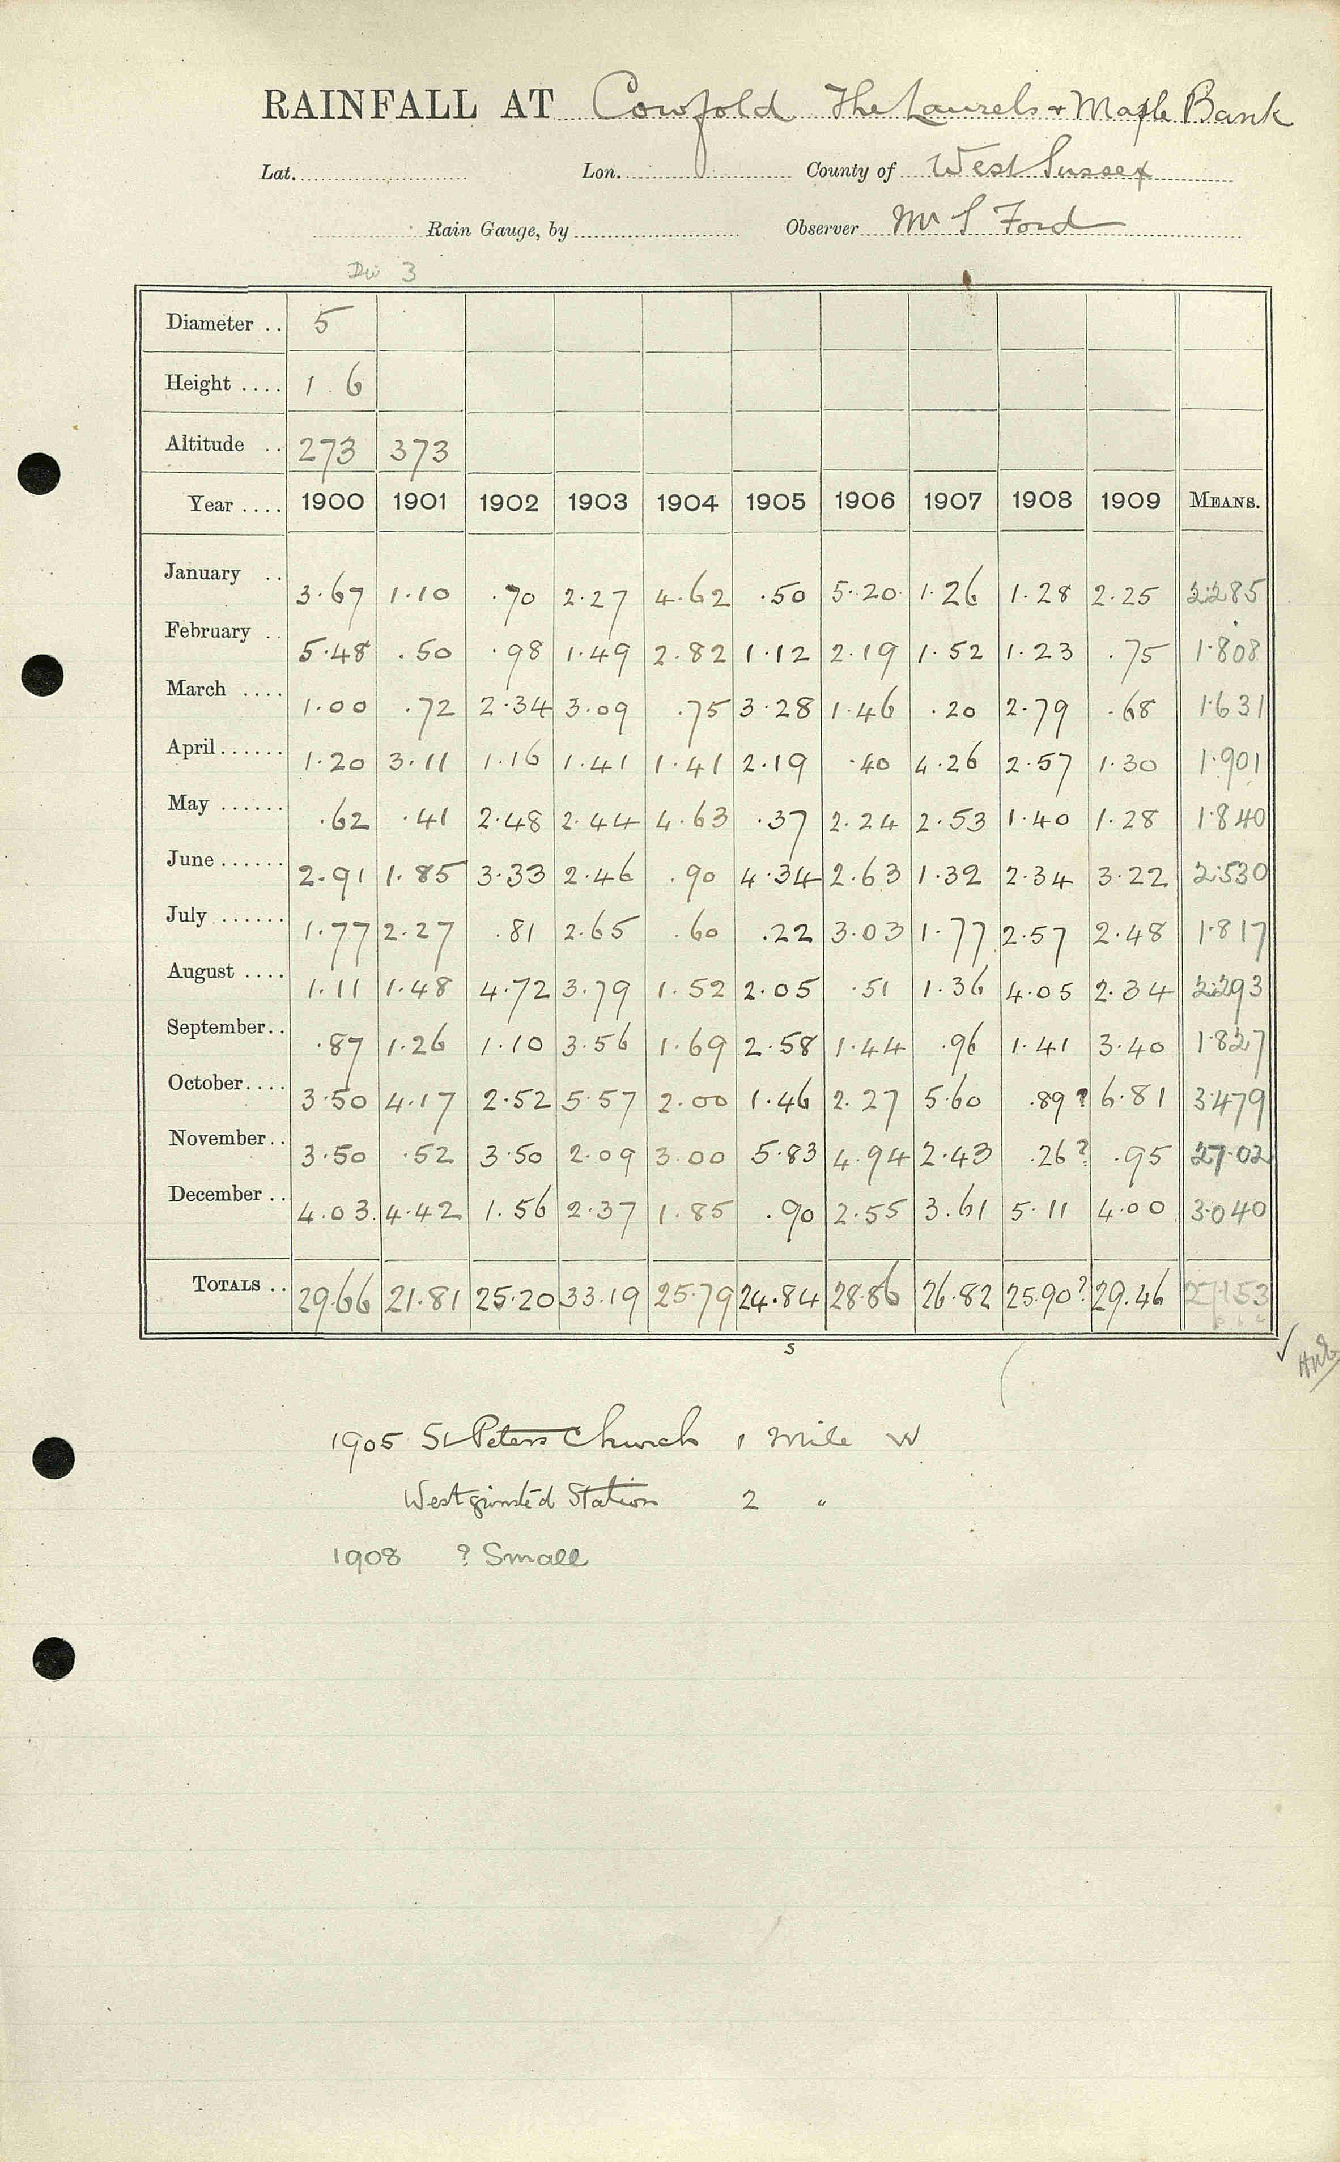 RAINFALL AT Cowfold The Laurels & Maple Bank
Lat. Lon. County of West Sussex
Rain Gauge, by Observer Mr S Ford
Div 3
Diameter .. 5
Height .... 1 . 6
Altitude .. 273 373
Year .... 1900 1901 1902 1903 1904 1905 1906 1907 1908 1909 MEANS.
January .. 3.67 1.10 .70 2.27 4.62 .50 5.20 1.26 1.28 2.25 2.285
February .. 5.48 .50 .98 1.49 2.82 1.12 2.19 1.52 1.23 .75 1.808
March .... 1.00 .72 2.34 3.09 .75 3.28 1.46 .20 2.79 .68 1.631
April...... 1.20 3.11 1.16 1.41 1.41 2.19 .40 4.26 2.57 1.30 1.901
May ...... .62 .41 2.48 2.44 4.63 .37 2.24 2.53 1.40 1.28 1.840
June ...... 2.91 1.85 3.33 2.46 .90 4.34 2.63 1.32 2.34 3.22 2.530
July ...... 1.77 2.27 .81 2.65 .60 .22 3.03 1.77 2.57 2.48 1.817
August .... 1.11 1.48 4.72 3.79 1.52 2.05 .51 1.36 4.05 2.34 2.293
September.. .87 1.26 1.10 3.56 1.69 2.58 1.44 .96 1.41 3.40 1.827
October.... 3.50 4.17 2.52 5.57 2.00 1.46 2.27 5.60 .89? 6.81 3.479
November.. 3.50 .52 3.50 2.09 3.00 5.83 4.94 2.43 .26? .95 27.02
December .. 4.03 4.42 1.56 2.37 1.85 .90 2.55 3.61 5.11 4.00 3.040
TOTALS .. 29.66 21.81 25.20 33.19 25.79 24.84 28.86 26.82 25.90? 29.46 27.153
S
1905 St Peters Church 1 Mile W
Westgrinsted Station 2 "
1908 ? Small